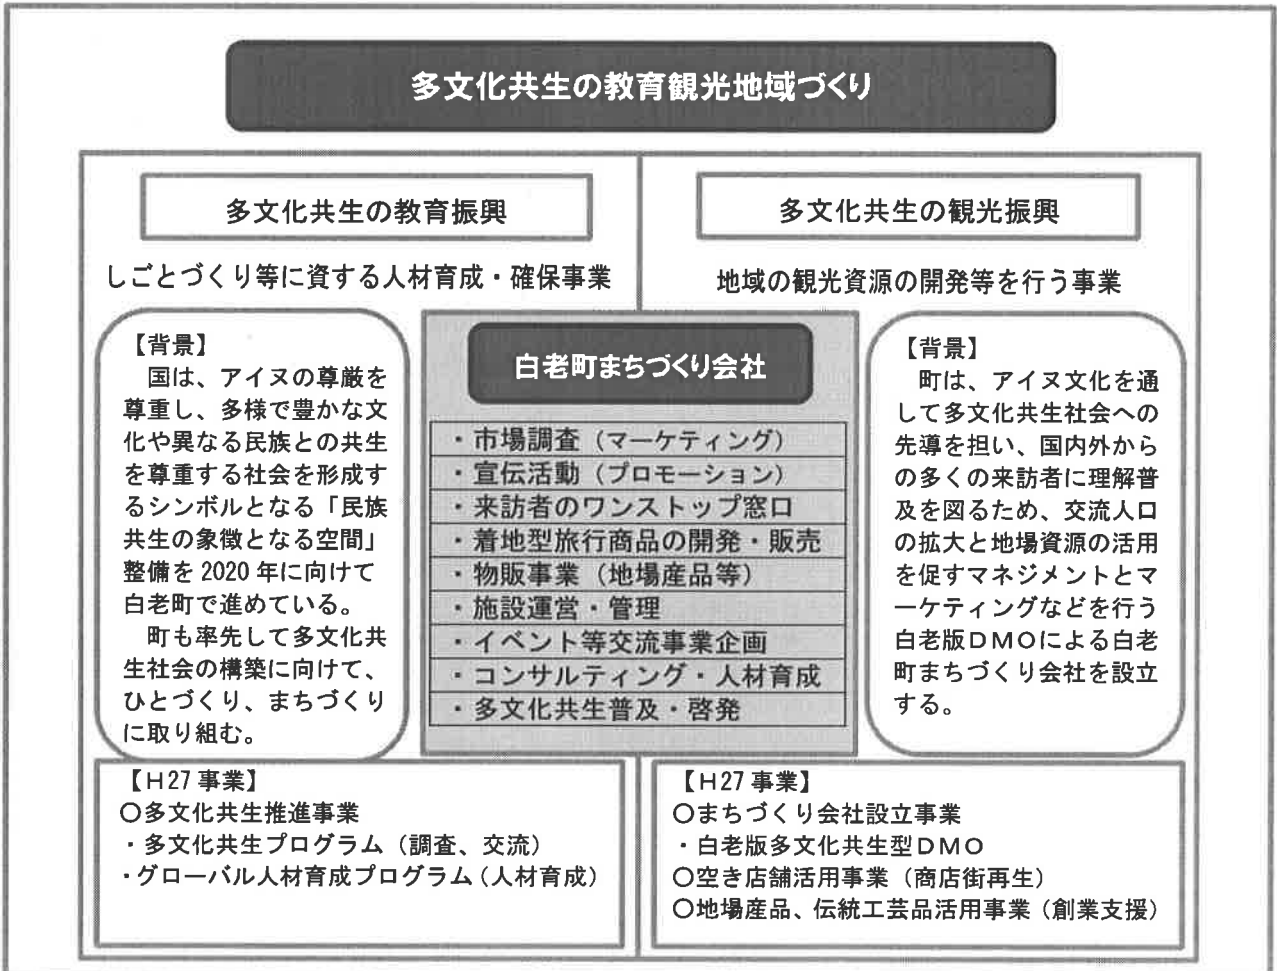 多文化共生の教育観光地域づくり
多文化共生の教育振興
しごとづくり等に資する人材育成・確保事業
【背景】
国は、アイヌの尊厳を
尊重し、多様で豊かな文
化や異なる民族との共生
を尊重する社会を形成す
るシンボルとなる「民族
共生の象徴となる空間」
整備を2020年に向けて
白老町で進めている。
町も率先して多文化共
生社会の構築に向けて、
ひとづくり、まちづくり
に取り組む。
白老町まちづくり会社
・市場調査（マーケティング）
・宣伝活動（プロモーション）
・来訪者のワンストップ窓口
・着地型旅行商品の開発・販売
・物販事業（地場産品等）
・施設運営・管理
・イベント等交流事業企画
・コンサルティング・人材育成
・多文化共生普及・啓発
多文化共生の観光振興
地域の観光資源の開発等を行う事業
【背景】
町は、アイヌ文化を通
して多文化共生社会への
先導を担い、国内外から
の多くの来訪者に理解普
及を図るため、交流人口
の拡大と地場資源の活用
を促すマネジメントとマ
ーケティングなどを行う
白老版ＤＭＯによる白老
町まちづくり会社を設立
する。
【Ｈ27事業】
○多文化共生推進事業
・多文化共生プログラム（調査、交流）
・グローバル人材育成プログラム（人材育成）
【Ｈ27事業】
○まちづくり会社設立事業
・白老版多文化共生型ＤＭＯ
○空き店舗活用事業（商店街再生）
○地場産品、伝統工芸品活用事業（創業支援）